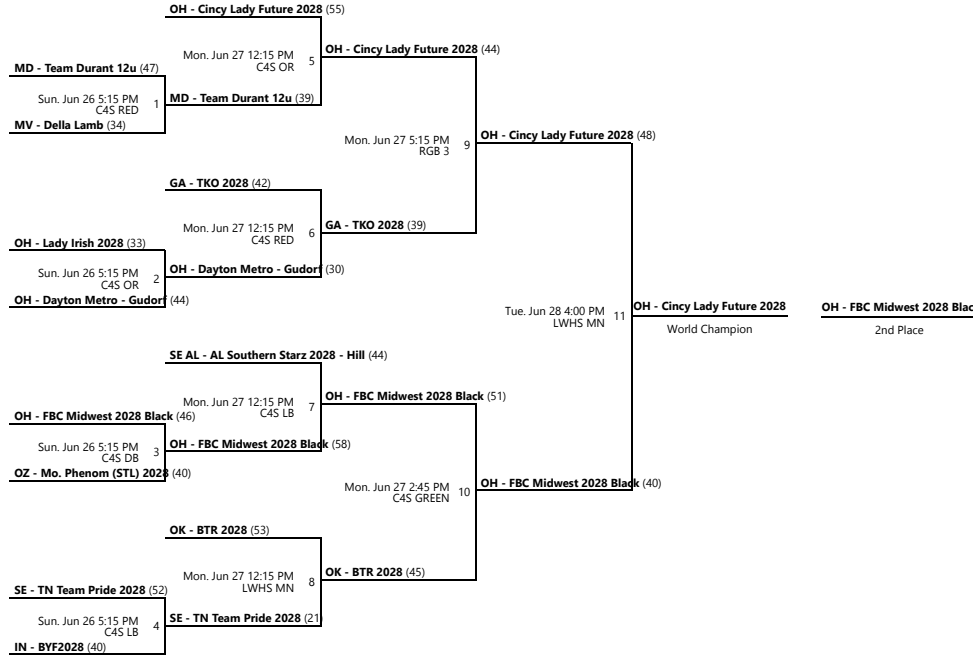 OH - Cincy Lady Future 2028 (55)
Mon. Jun 27 12:15 PM
C4S OR
5
OH - Cincy Lady Future 2028 (44)
MD - Team Durant 12u (47)
Sun. Jun 26 5:15 PM
C4S RED
1
MD - Team Durant 12u (39)
MV - Della Lamb (34)
Mon. Jun 27 5:15 PM
RGB 3
9
OH - Cincy Lady Future 2028 (48)
GA - TKO 2028 (42)
Mon. Jun 27 12:15 PM
C4S RED
6
GA - TKO 2028 (39)
OH - Lady Irish 2028 (33)
Sun. Jun 26 5:15 PM
C4S OR
2
OH - Dayton Metro - Gudorf (30)
OH - Dayton Metro - Gudorf (44)
Tue. Jun 28 4:00 PM
LWHS MN
11
OH - Cincy Lady Future 2028
World Champion
OH - FBC Midwest 2028 Blac
2nd Place
SE AL - AL Southern Starz 2028 - Hill (44)
Mon. Jun 27 12:15 PM
C4S LB
7
OH - FBC Midwest 2028 Black (51)
OH - FBC Midwest 2028 Black (46)
Sun. Jun 26 5:15 PM
C4S DB
3
OH - FBC Midwest 2028 Black (58)
OZ - Mo. Phenom (STL) 2028 (40)
Mon. Jun 27 2:45 PM
C4S GREEN
10
OH - FBC Midwest 2028 Black (40)
OK - BTR 2028 (53)
Mon. Jun 27 12:15 PM
LWHS MN
8
OK - BTR 2028 (45)
SE - TN Team Pride 2028 (52)
Sun. Jun 26 5:15 PM
C4S LB
4
SE - TN Team Pride 2028 (21)
IN - BYF2028 (40)